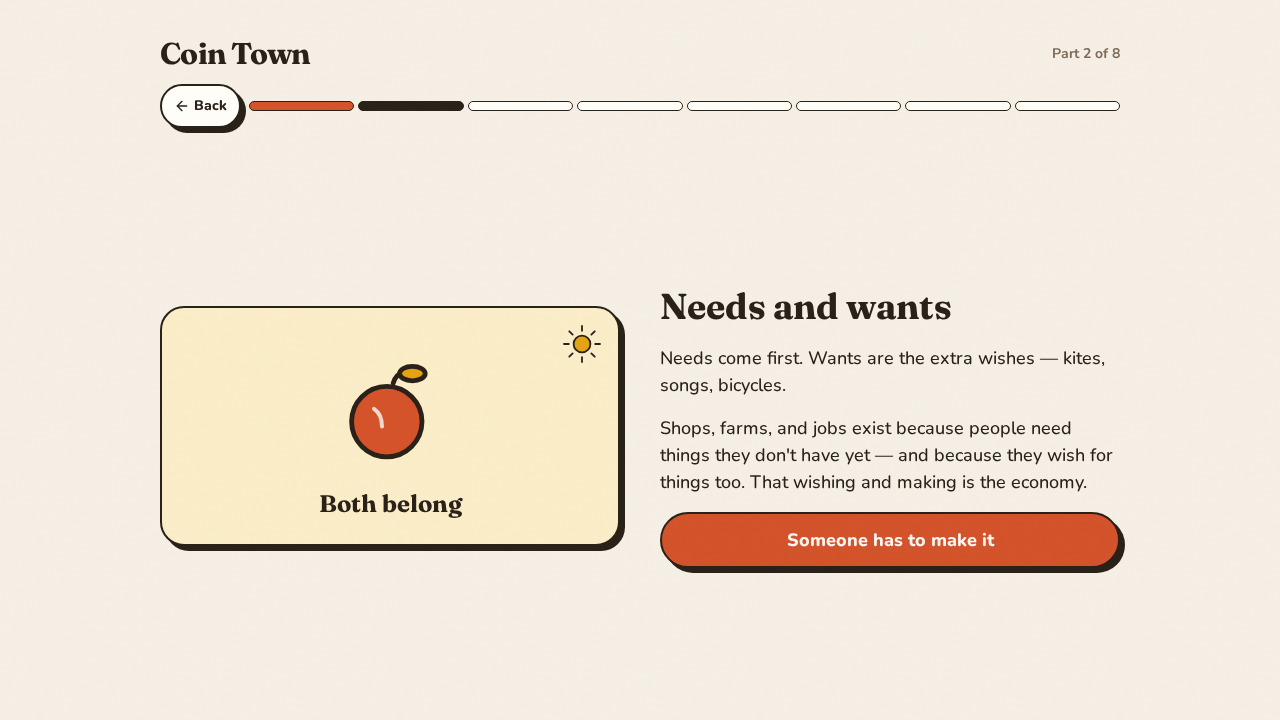 Coin Town
Part 2 of 8
Back
Both belong
Needs and wants
Needs come first. Wants are the extra wishes — kites,
songs, bicycles.
Shops, farms, and jobs exist because people need
things they don't have yet — and because they wish for
things too. That wishing and making is the economy.
Someone has to make it